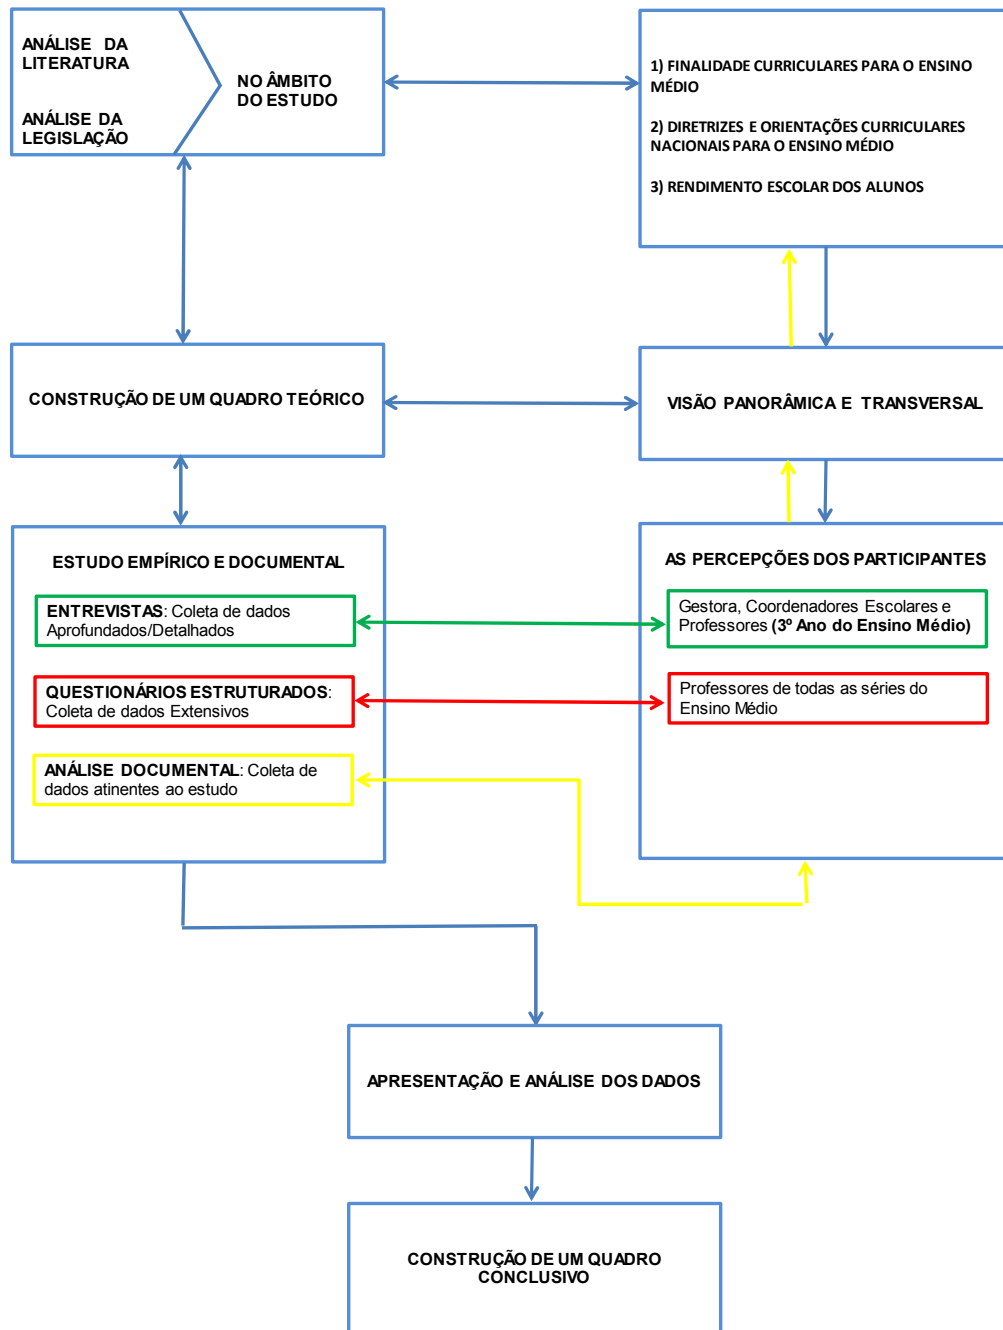 ANÁLISE DA
LITERATURA
ANÁLISE DA
LEGISLAÇÃO
NO ÂMBITO
DO ESTUDO
1) FINALIDADE CURRICULARES PARA O ENSINO
MÉDIO
2) DIRETRIZES E ORIENTAÇÕES CURRICULARES
NACIONAIS PARA O ENSINO MÉDIO
3) RENDIMENTO ESCOLAR DOS ALUNOS
CONSTRUÇÃO DE UM QUADRO TEÓRICO
VISÃO PANORÂMICA E TRANSVERSAL
ESTUDO EMPÍRICO E DOCUMENTAL
ENTREVISTAS: Coleta de dados
Aprofundados/Detalhados
QUESTIONÁRIOS ESTRUTURADOS:
Coleta de dados Extensivos
ANÁLISE DOCUMENTAL: Coleta de
dados atinentes ao estudo
AS PERCEPÇÕES DOS PARTICIPANTES
Gestora, Coordenadores Escolares e
Professores (3º Ano do Ensino Médio)
Professores de todas as séries do
Ensino Médio
APRESENTAÇÃO E ANÁLISE DOS DADOS
CONSTRUÇÃO DE UM QUADRO
CONCLUSIVO